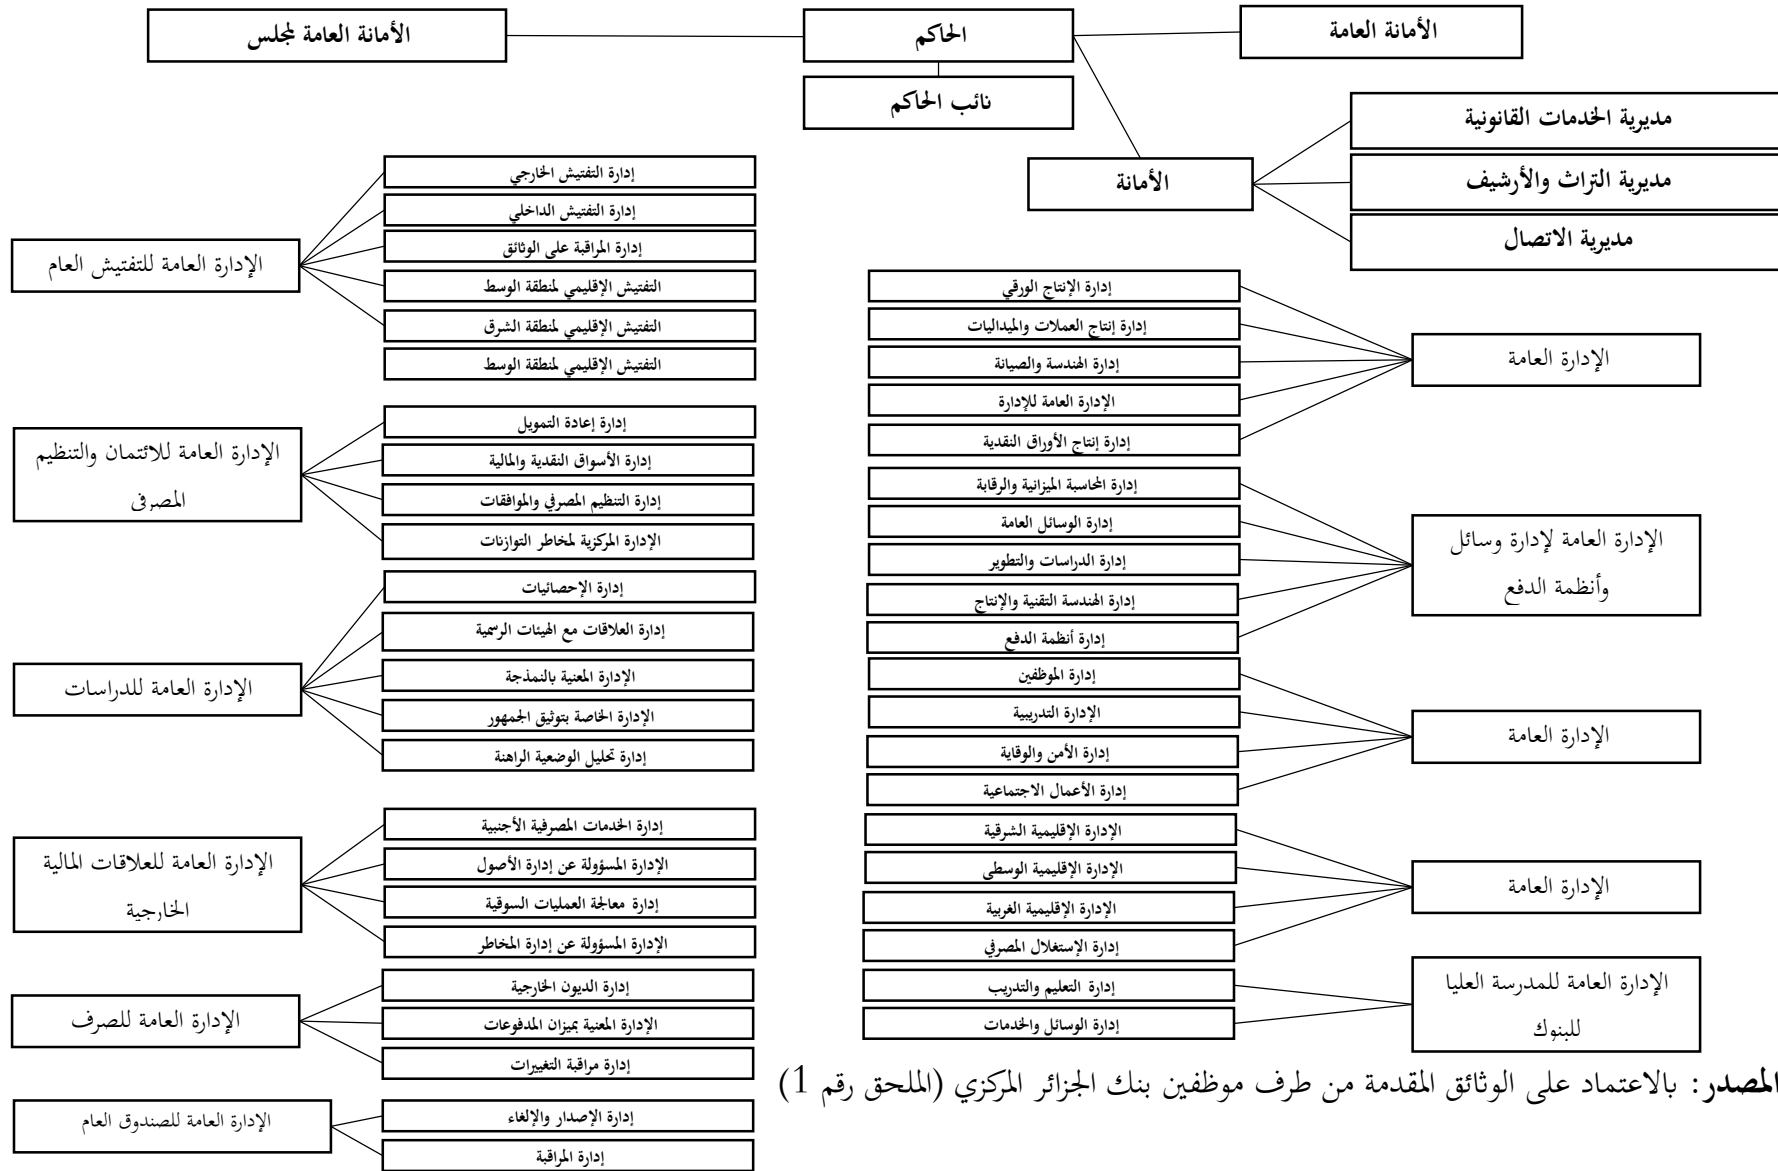 الأمانة العامة
الحاكم
الأمانة العامة لمجلس
نائب الحاكم
مديرية الخدمات القانونية
مديرية التراث والأرشيف
مديرية الاتصال
الأمانة
الإدارة العامة
إدارة الإنتاج الورقي
إدارة إنتاج العملات والميداليات
إدارة الهندسة والصيانة
الإدارة العامة للإدارة
إدارة إنتاج الأوراق النقدية
الإدارة العامة لإدارة وسائل
وأنظمة الدفع
إدارة المحاسبة الميزانية والرقابة
إدارة الوسائل العامة
إدارة الدراسات والتطوير
إدارة الهندسة التقنية والإنتاج
إدارة أنظمة الدفع
الإدارة العامة
إدارة الموظفين
الإدارة التدريبية
إدارة الأمن والوقاية
إدارة الأعمال الاجتماعية
الإدارة العامة
الإدارة الإقليمية الشرقية
الإدارة الإقليمية الوسطى
الإدارة الإقليمية الغربية
إدارة الإستغلال المصرفي
الإدارة العامة للمدرسة العليا
للبنوك
إدارة التعليم والتدريب
إدارة الوسائل والخدمات
الإدارة العامة للتفتيش العام
إدارة التفتيش الخارجي
إدارة التفتيش الداخلي
إدارة المراقبة على الوثائق
التفتيش الإقليمي لمنطقة الوسط
التفتيش الإقليمي لمنطقة الشرق
التفتيش الإقليمي لمنطقة الوسط
الإدارة العامة للائتمان والتنظيم
المصرفى
إدارة إعادة التمويل
إدارة الأسواق النقدية والمالية
إدارة التنظيم المصرفي والموافقات
الإدارة المركزية لمخاطر التوازنات
الإدارة العامة للدراسات
إدارة الإحصائيات
إدارة العلاقات مع الهيئات الرسمية
الإدارة المعنية بالنمذجة
الإدارة الخاصة بتوثيق الجمهور
إدارة تحليل الوضعية الراهنة
الإدارة العامة للعلاقات المالية
الخارجية
إدارة الخدمات المصرفية الأجنبية
الإدارة المسؤولة عن إدارة الأصول
إدارة معالجة العمليات السوقية
الإدارة المسؤولة عن إدارة المخاطر
الإدارة العامة للصرف
إدارة الديون الخارجية
الإدارة المعنية بميزان المدفوعات
إدارة مراقبة التغييرات
الإدارة العامة للصندوق العام
إدارة الإصدار والإلغاء
إدارة المراقبة
المصدر: بالاعتماد على الوثائق المقدمة من طرف موظفين بنك الجزائر المركزي (الملحق رقم 1)